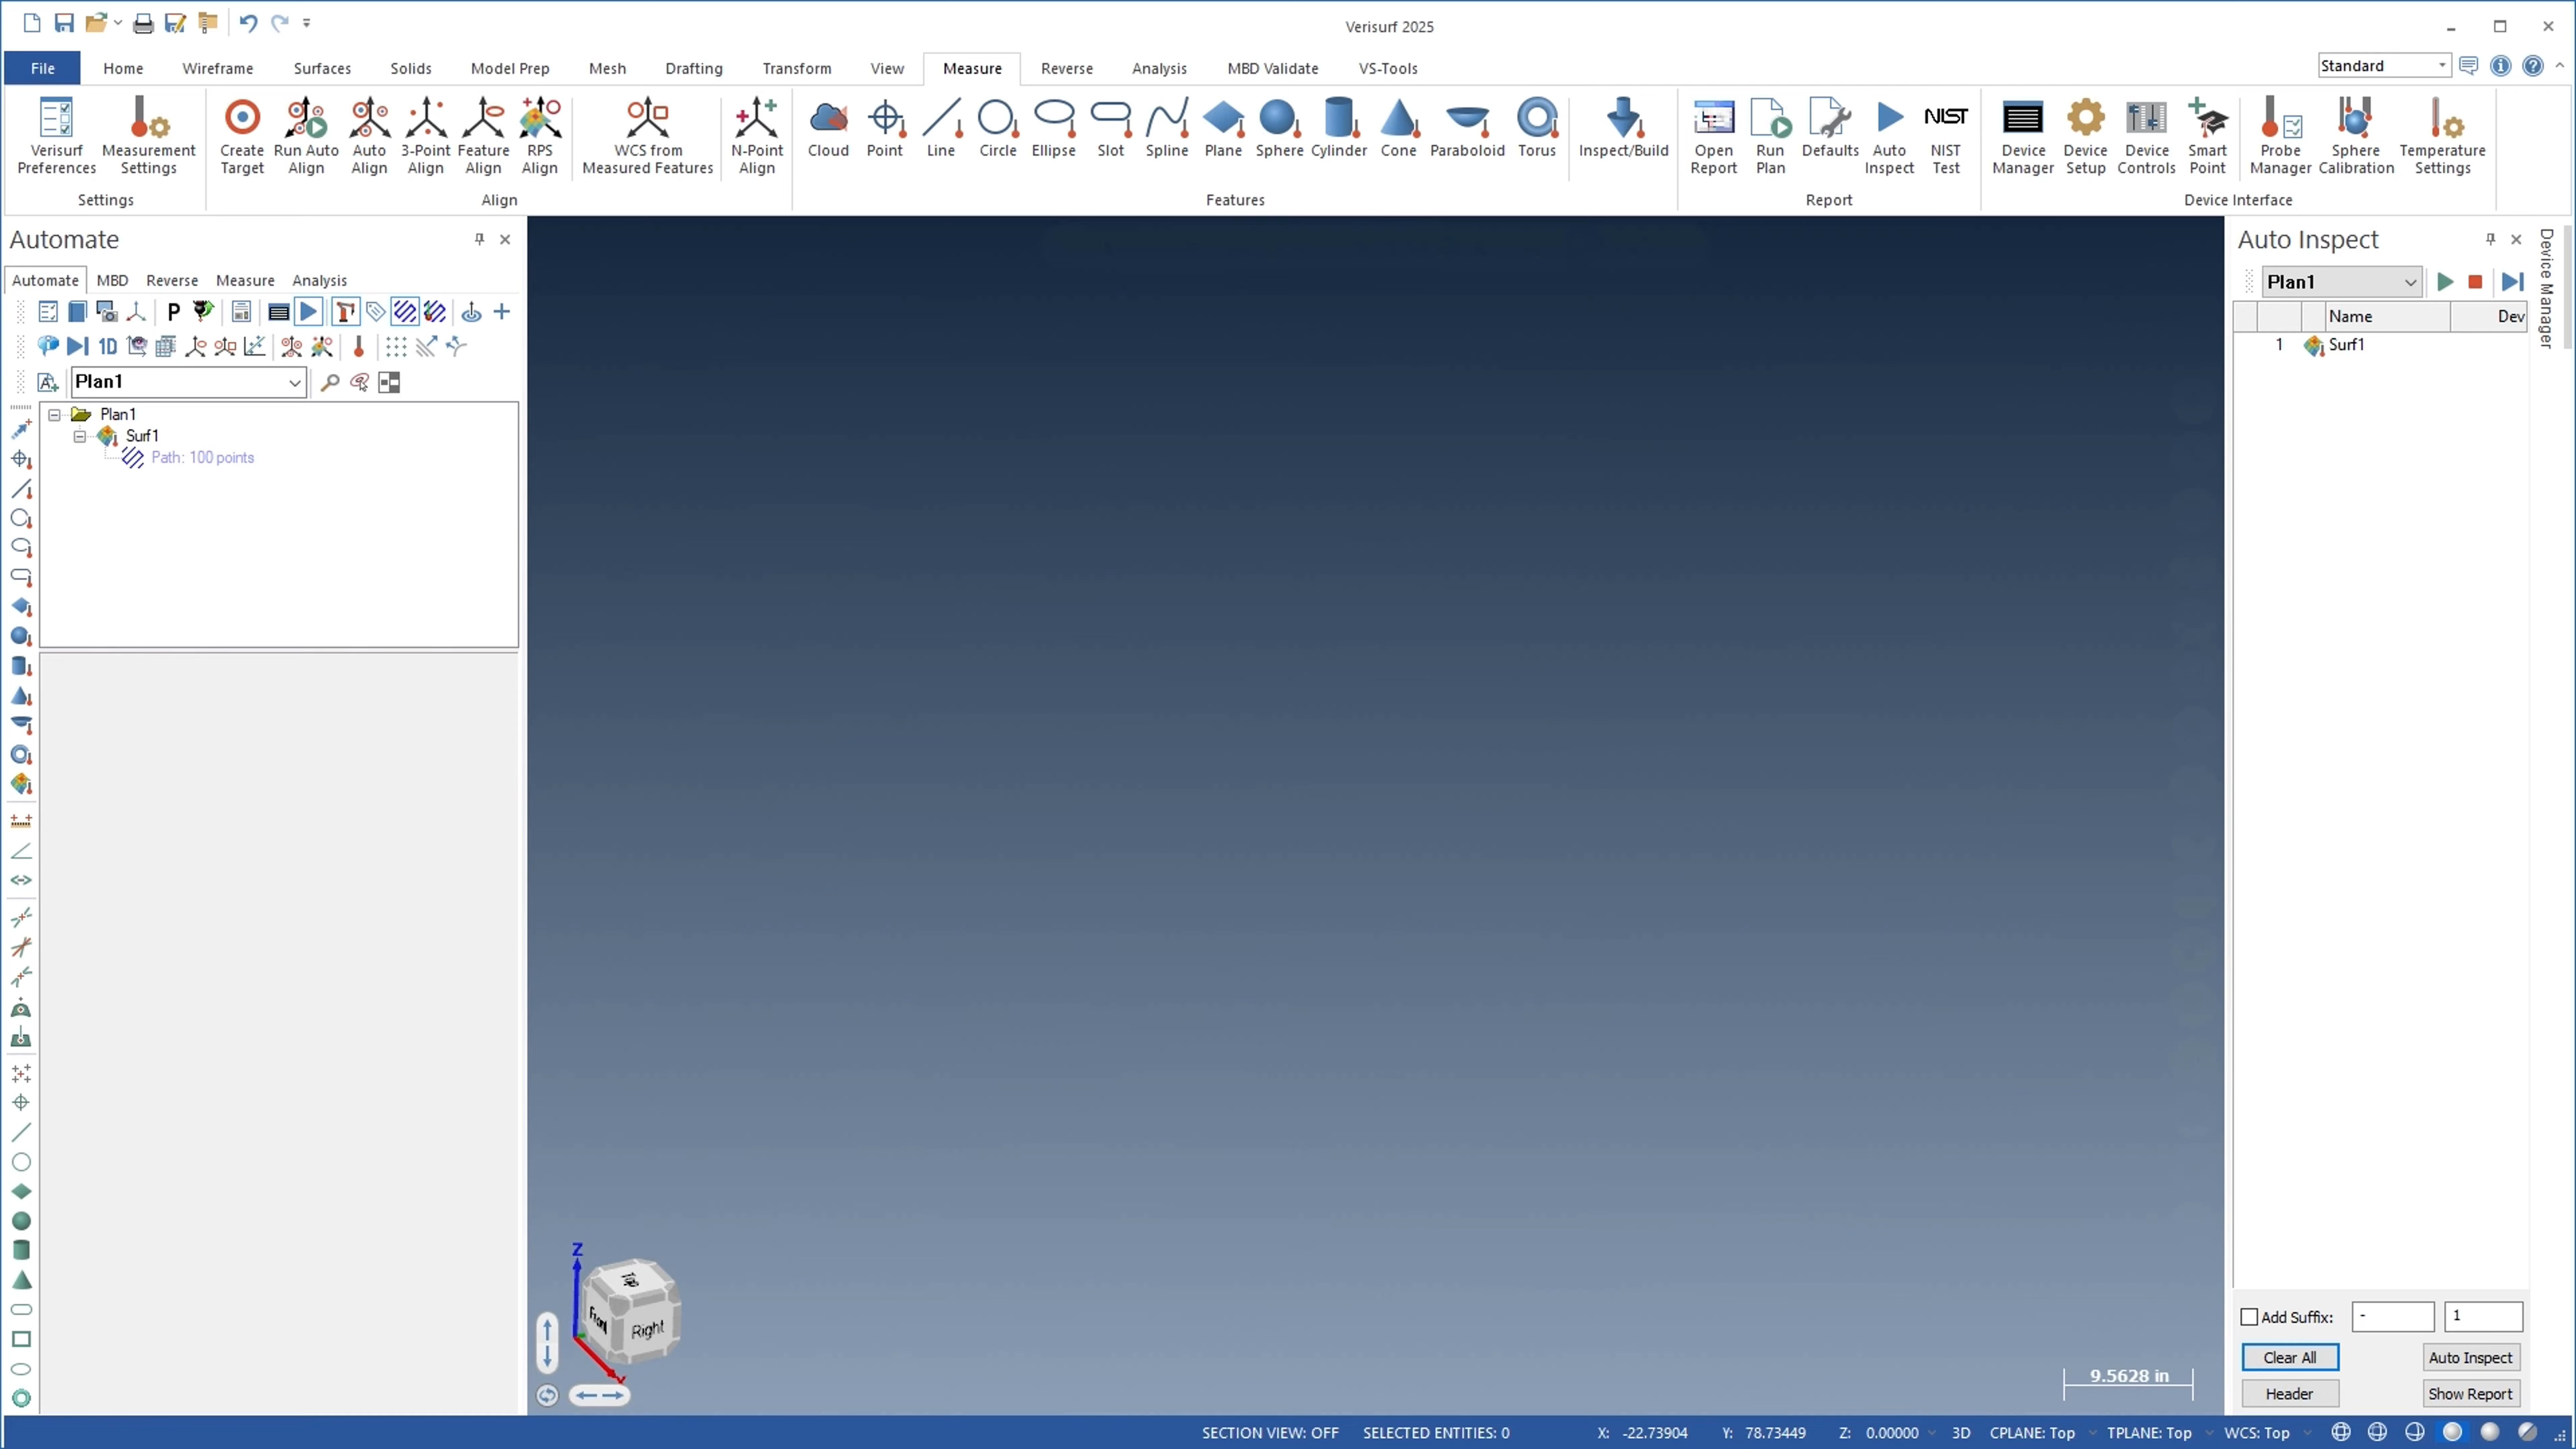 Verisurf 2025
File Home Wireframe Surfaces Solids Model Prep Mesh Drafting Transform View Measure Reverse Analysis MBD Validate VS-Tools Standard
Verisurf Preferences
Measurement Settings
Create Target
Run Auto Align
Auto Align
3-Point Align
Feature Align
RPS Align
WCS from Measured Features
N-Point Align
Cloud Point Line Circle Ellipse Slot Spline Plane Sphere Cylinder Cone Paraboloid Torus
Inspect/Build
Open Report
Run Plan
Defaults
Auto Inspect
NIST
NIST Test
Device Manager
Device Setup
Device Controls
Smart Point
Probe Manager
Sphere Calibration
Temperature Settings
Settings Align Features Report Device Interface
Automate
Automate MBD Reverse Measure Analysis
P
1D
Plan1
Plan1
Surf1
Path: 100 points
Auto Inspect
Plan1
Name Dev
1 Surf1
Device Manager
Z
Top
Front
Right
9.5628 in
Add Suffix: - 1
Clear All Auto Inspect
Header Show Report
SECTION VIEW: OFF SELECTED ENTITIES: 0 X: -22.73904 Y: 78.73449 Z: 0.00000 3D CPLANE: Top TPLANE: Top WCS: Top